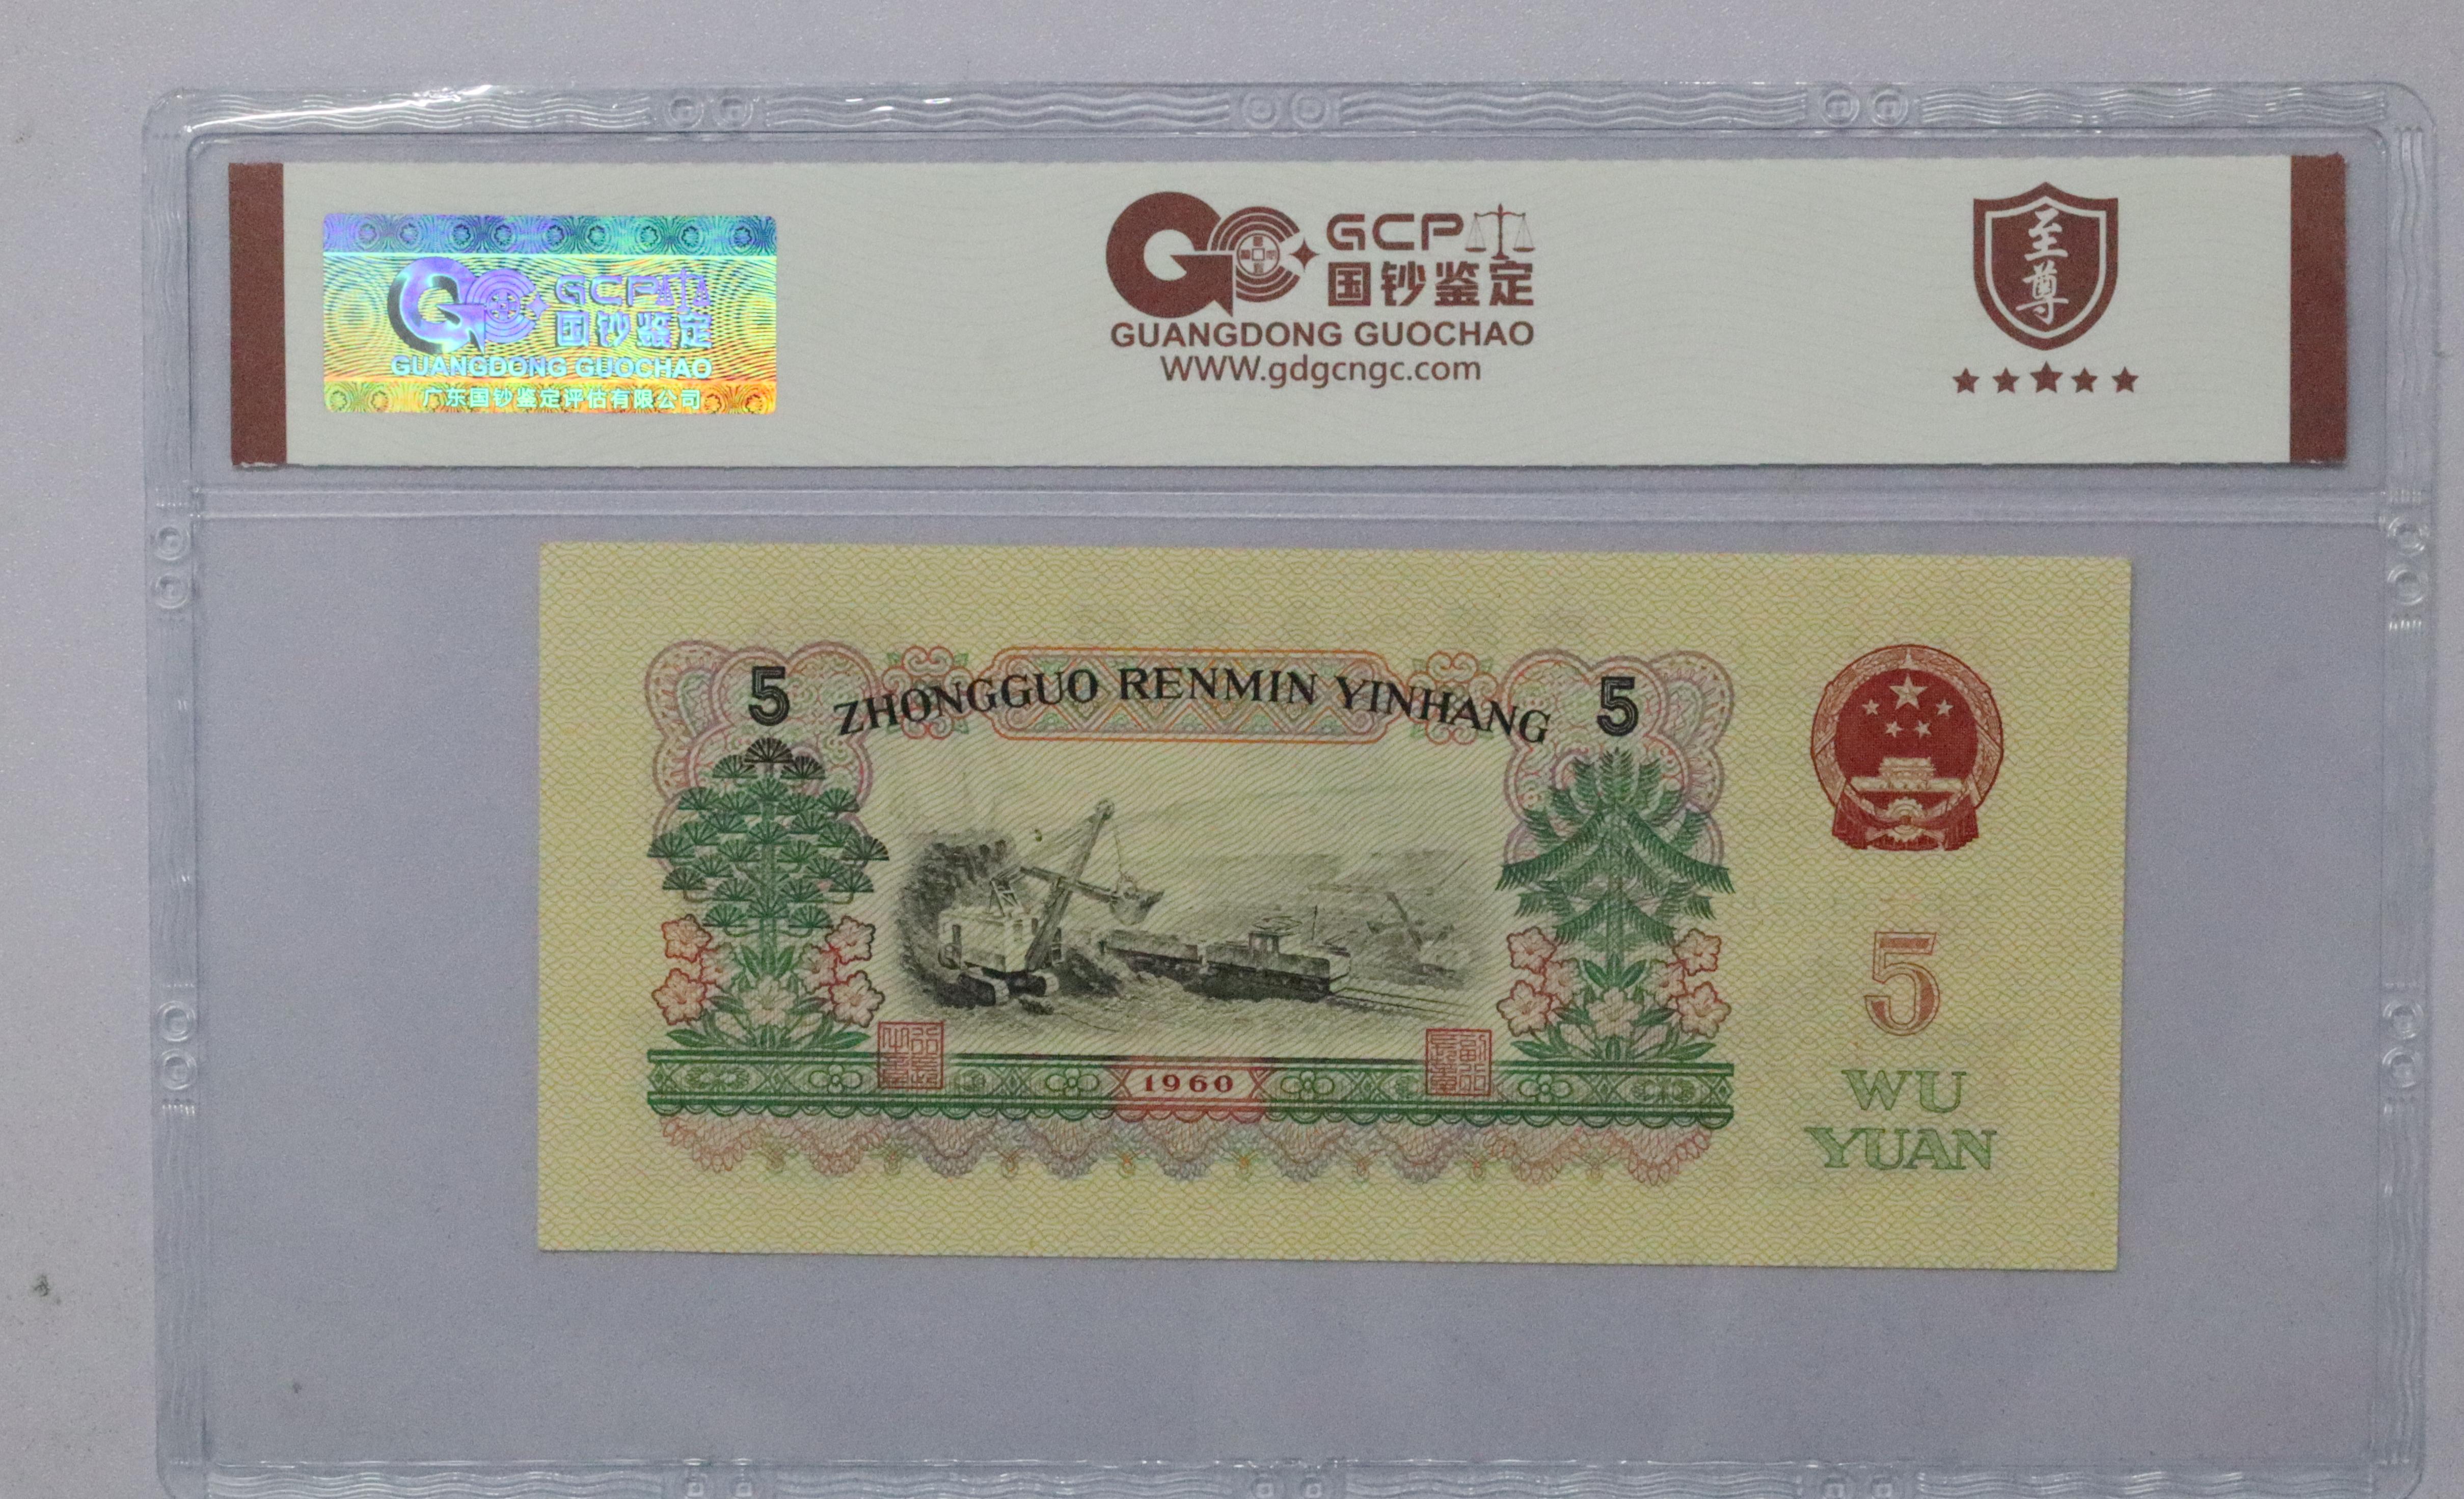 GCP
国钞鉴定
GUANGDONG GUOCHAO
广东国钞鉴定评估有限公司
GCP
国钞鉴定
GUANGDONG GUOCHAO
WWW.gdgcngc.com
至尊
5 ZHONGGUO RENMIN YINHANG 5
1960
5
WU
YUAN